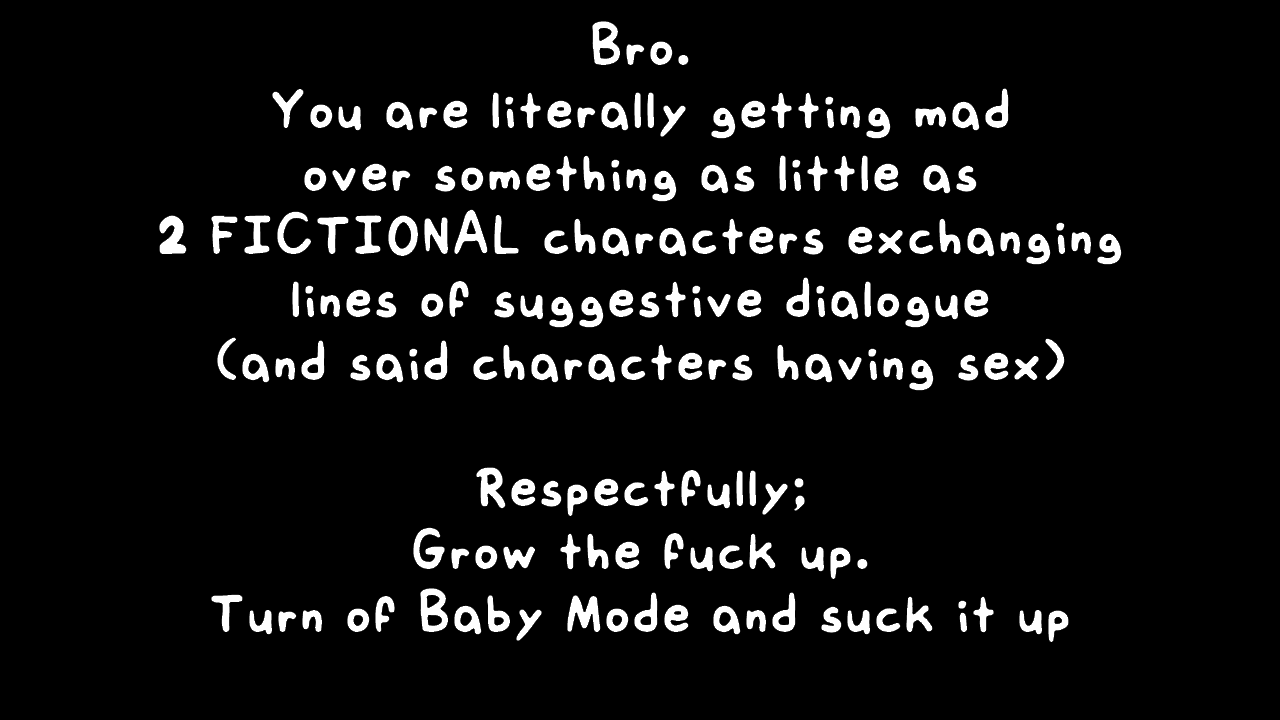 Bro.
You are literally getting mad
over something as little as
2 FICTIONAL characters exchanging
lines of suggestive dialogue
(and said characters having sex)
Respectfully;
Grow the fuck up.
Turn of Baby Mode and suck it up